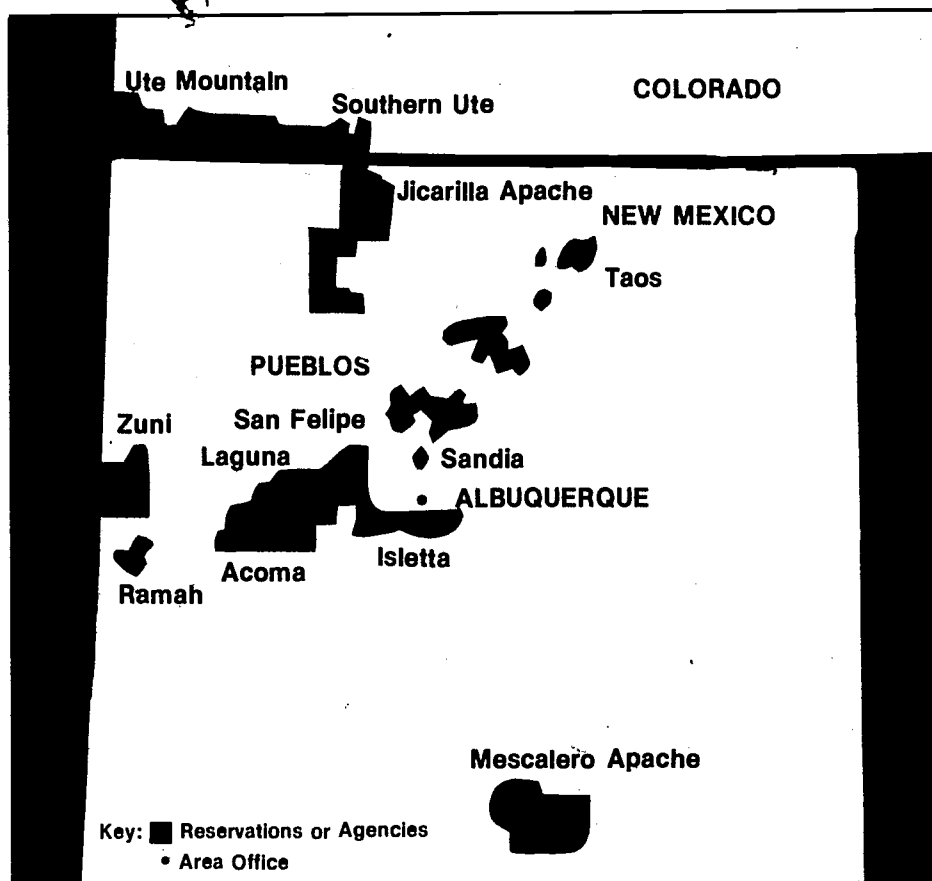 Ute Mountain
Southern Ute
COLORADO
Jicarilla Apache
NEW MEXICO
Taos
PUEBLOS
Zuni
San Felipe
Laguna
Sandia
ALBUQUERQUE
Isletta
Acoma
Ramah
Mescalero Apache
Key: Reservations or Agencies
Area Office